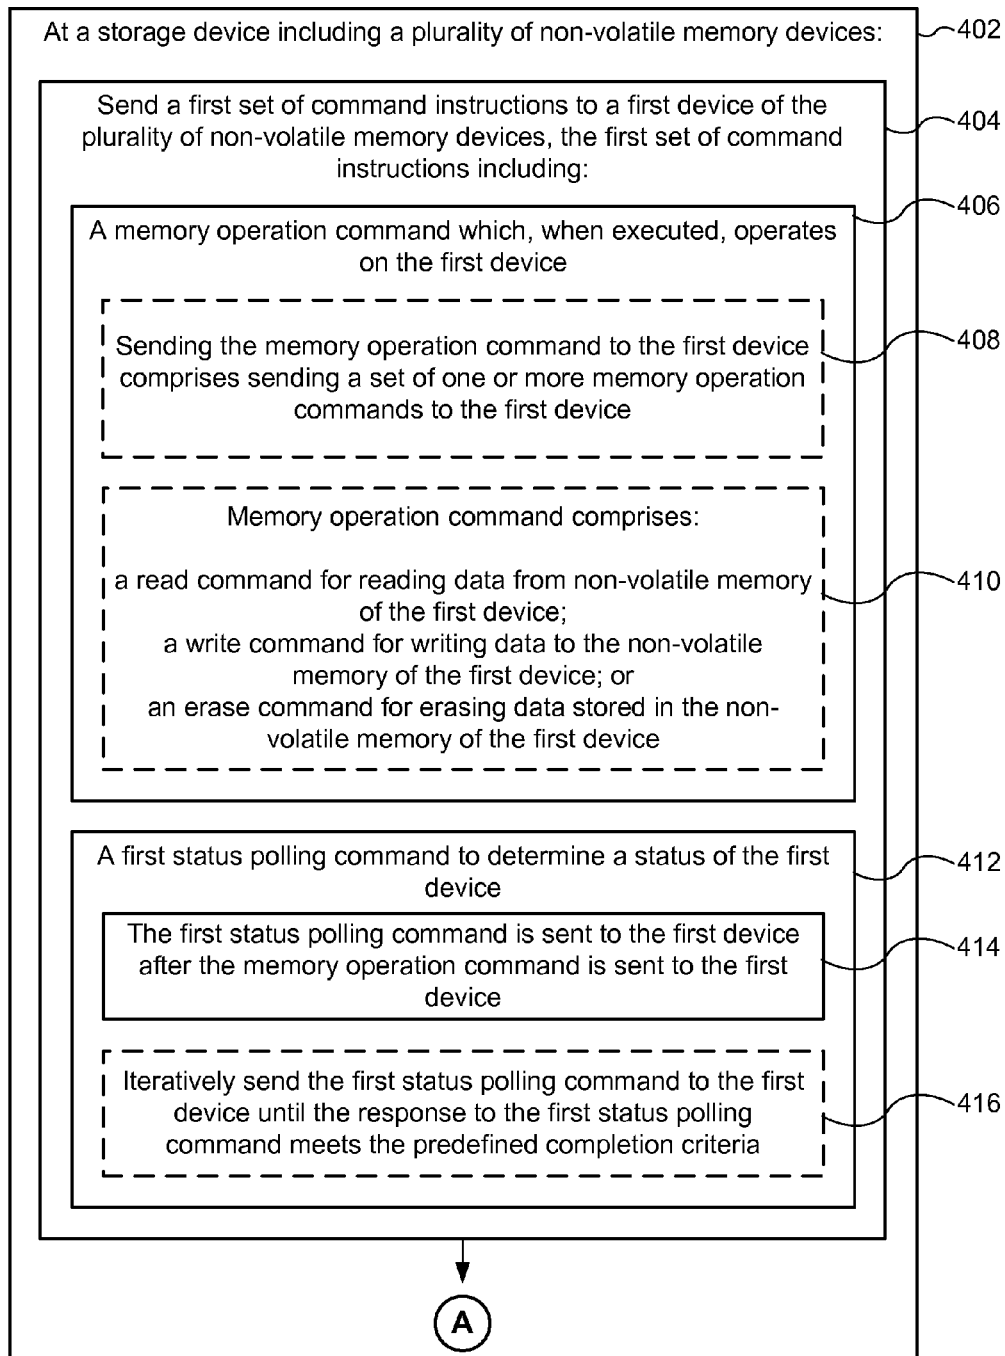 At a storage device including a plurality of non-volatile memory devices:
402
Send a first set of command instructions to a first device of the
plurality of non-volatile memory devices, the first set of command
instructions including:
404
406
A memory operation command which, when executed, operates
on the first device
Sending the memory operation command to the first device
comprises sending a set of one or more memory operation
commands to the first device
408
Memory operation command comprises:
a read command for reading data from non-volatile memory
of the first device;
a write command for writing data to the non-volatile
memory of the first device; or
an erase command for erasing data stored in the non-
volatile memory of the first device
410
A first status polling command to determine a status of the first
device
412
The first status polling command is sent to the first device
after the memory operation command is sent to the first
device
414
Iteratively send the first status polling command to the first
device until the response to the first status polling
command meets the predefined completion criteria
416
A